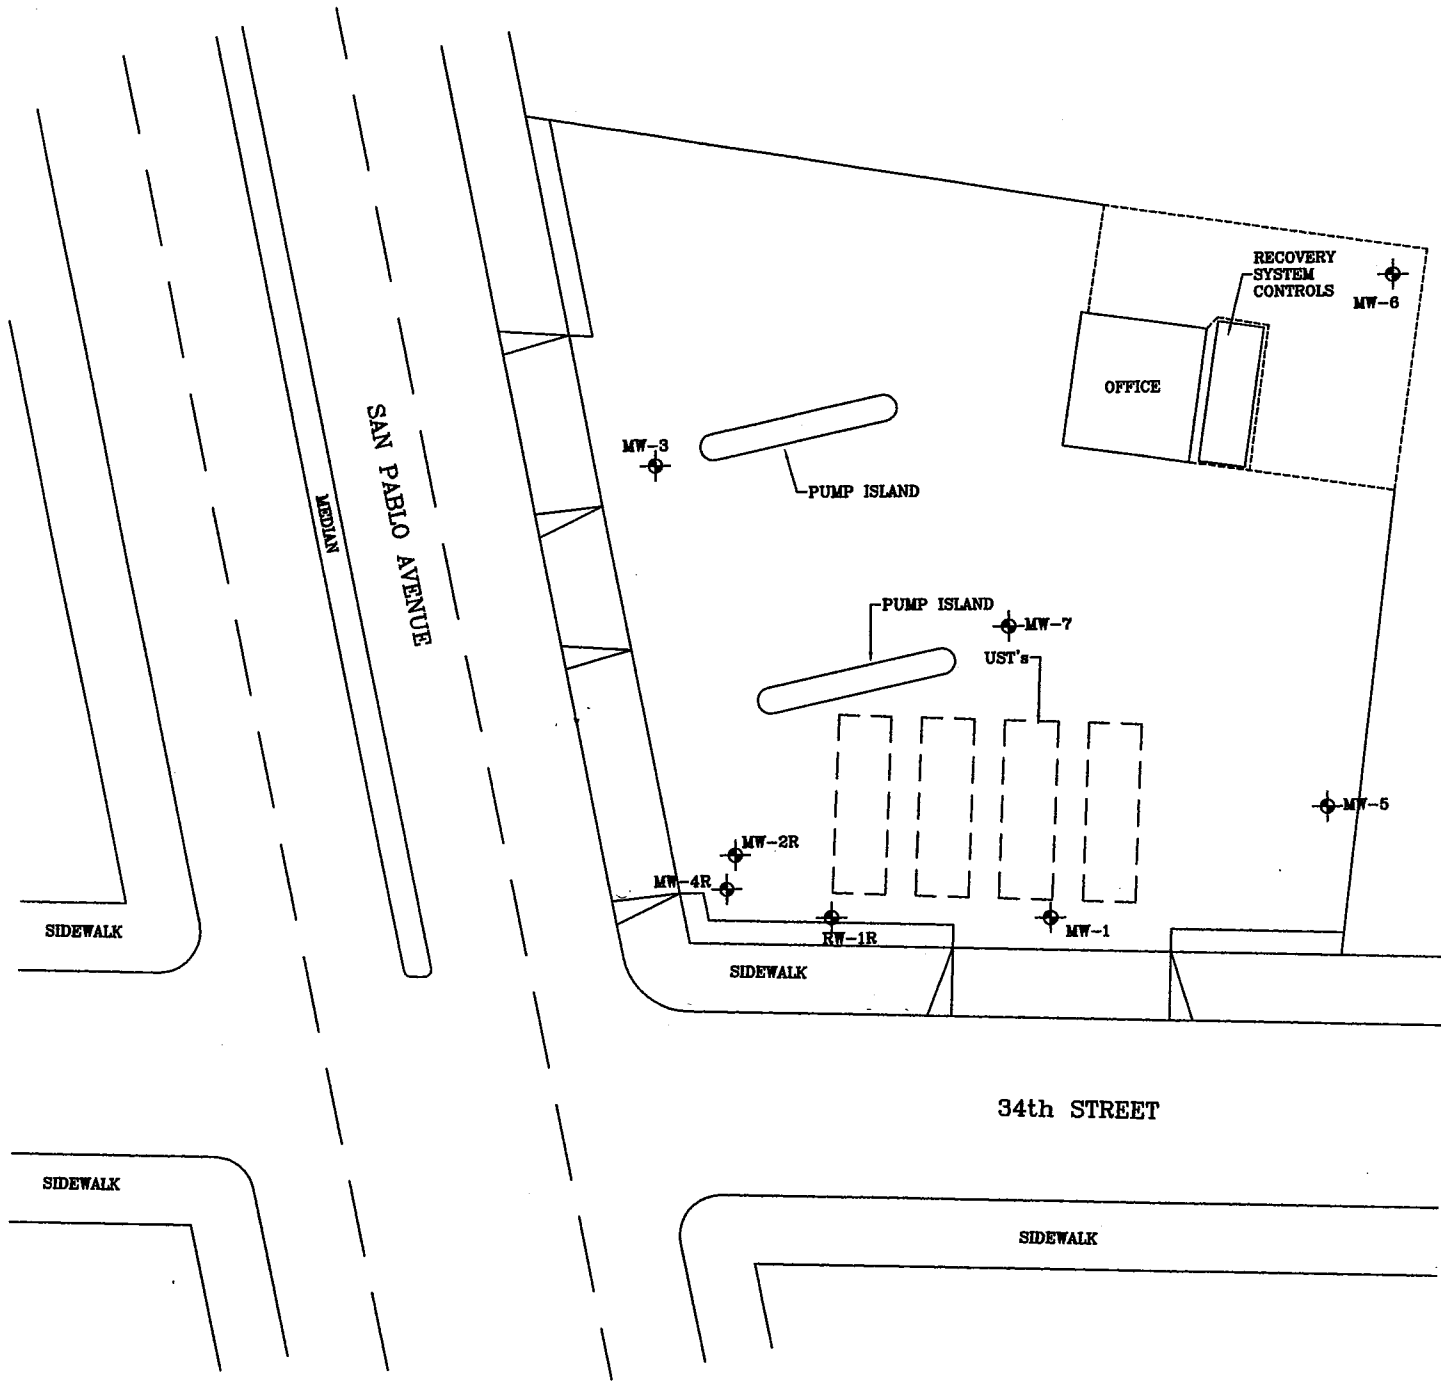 RECOVERY
SYSTEM
CONTROLS
MW-6
OFFICE
SAN PABLO AVENUE
MW-3
PUMP ISLAND
MEDIAN
PUMP ISLAND
MW-7
UST's
MW-5
MW-2R
MW-4R
SIDEWALK
RW-1R
MW-1
SIDEWALK
34th STREET
SIDEWALK
SIDEWALK